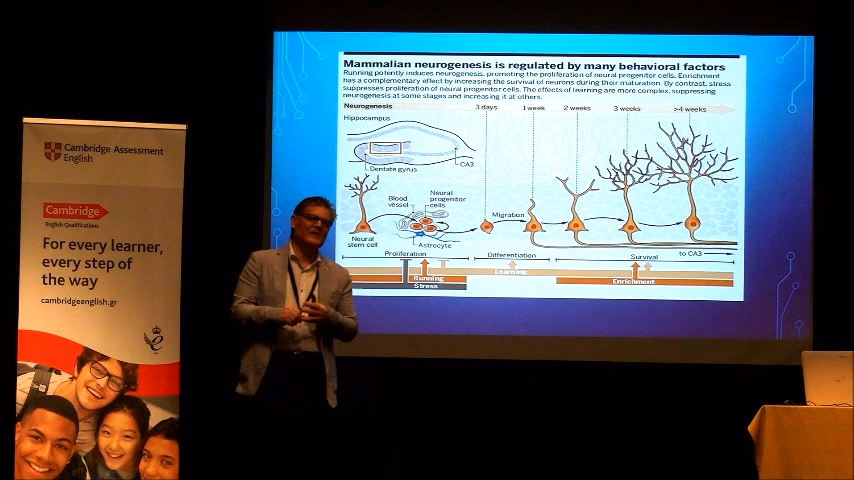 Cambridge Assessment
English
Cambridge
English Qualifications
For every learner,
every step of
the way
cambridgeenglish.gr
Mammalian neurogenesis is regulated by many behavioral factors
Running potently induces neurogenesis, promoting the proliferation of neural progenitor cells. Enrichment
has a complementary effect by increasing the survival of neurons during their maturation. By contrast, stress
suppresses proliferation of neural progenitor cells. The effects of learning are more complex, suppressing
neurogenesis at some stages and increasing it at others.
Neurogenesis 3 days 1 week 2 weeks 3 weeks >4 weeks
Hippocampus
CA3
Dentate gyrus
Blood
vessel
Neural
progenitor
cells
Migration
Neural
stem cell
Astrocyte
to CA3
Proliferation Differentiation Survival
Learning
Running Enrichment
Stress